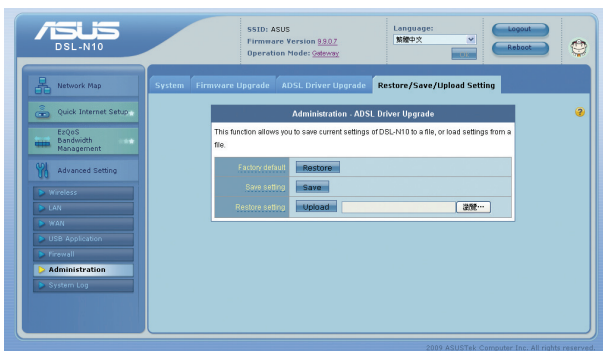 ASUS
DSL-N10
SSID: ASUS
Firmware Version 9.9.0.7
Operation Mode: Gateway
Language:
繁體中文
Logout
Reboot
Network Map
Quick Internet Setup
EzQoS
Bandwidth
Management
Advanced Setting
Wireless
LAN
WAN
USB Application
Firewall
Administration
System Log
System Firmware Upgrade ADSL Driver Upgrade Restore/Save/Upload Setting
Administration - ADSL Driver Upgrade
This function allows you to save current settings of DSL-N10 to a file, or load settings from a
file.
Factory default Restore
Save setting Save
Restore setting Upload 瀏覽…
2009 ASUSTek Computer Inc. All rights reserved.